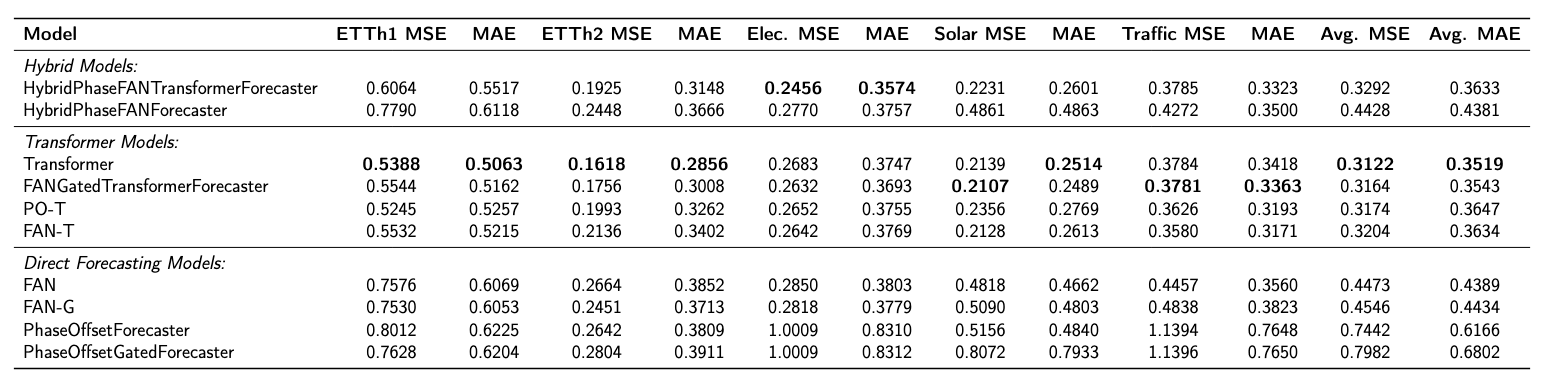 Model ETTh1 MSE MAE ETTh2 MSE MAE Elec. MSE MAE Solar MSE MAE Traffic MSE MAE Avg. MSE Avg. MAE
Hybrid Models:
HybridPhaseFANTransformerForecaster 0.6064 0.5517 0.1925 0.3148 0.2456 0.3574 0.2231 0.2601 0.3785 0.3323 0.3292 0.3633
HybridPhaseFANForecaster 0.7790 0.6118 0.2448 0.3666 0.2770 0.3757 0.4861 0.4863 0.4272 0.3500 0.4428 0.4381
Transformer Models:
Transformer 0.5388 0.5063 0.1618 0.2856 0.2683 0.3747 0.2139 0.2514 0.3784 0.3418 0.3122 0.3519
FANGatedTransformerForecaster 0.5544 0.5162 0.1756 0.3008 0.2632 0.3693 0.2107 0.2489 0.3781 0.3363 0.3164 0.3543
PO-T 0.5245 0.5257 0.1993 0.3262 0.2652 0.3755 0.2356 0.2769 0.3626 0.3193 0.3174 0.3647
FAN-T 0.5532 0.5215 0.2136 0.3402 0.2642 0.3769 0.2128 0.2613 0.3580 0.3171 0.3204 0.3634
Direct Forecasting Models:
FAN 0.7576 0.6069 0.2664 0.3852 0.2850 0.3803 0.4818 0.4662 0.4457 0.3560 0.4473 0.4389
FAN-G 0.7530 0.6053 0.2451 0.3713 0.2818 0.3779 0.5090 0.4803 0.4838 0.3823 0.4546 0.4434
PhaseOffsetForecaster 0.8012 0.6225 0.2642 0.3809 1.0009 0.8310 0.5156 0.4840 1.1394 0.7648 0.7442 0.6166
PhaseOffsetGatedForecaster 0.7628 0.6204 0.2804 0.3911 1.0009 0.8312 0.8072 0.7933 1.1396 0.7650 0.7982 0.6802